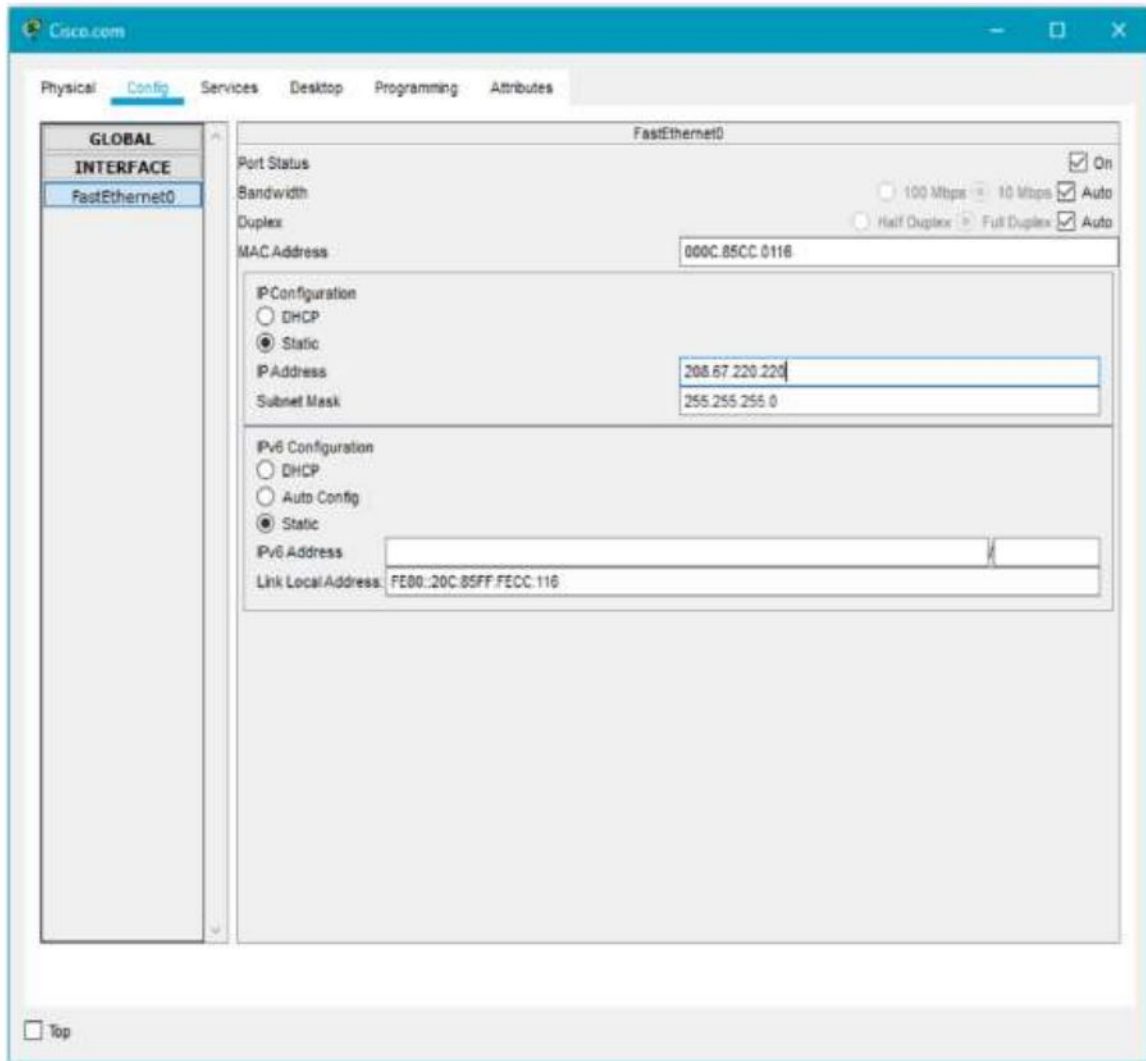 Cisco.com
Physical Config Services Desktop Programming Attributes
GLOBAL
INTERFACE
FastEthernet0
FastEthernet0
Port Status On
Bandwidth 100 Mbps 10 Mbps Auto
Duplex Half Duplex Full Duplex Auto
MAC Address 000C.85CC.0116
IP Configuration
DHCP
Static
IP Address 208.67.220.220
Subnet Mask 255.255.255.0
IPv6 Configuration
DHCP
Auto Config
Static
IPv6 Address /
Link Local Address: FE80::20C:85FF:FECC:116
Top